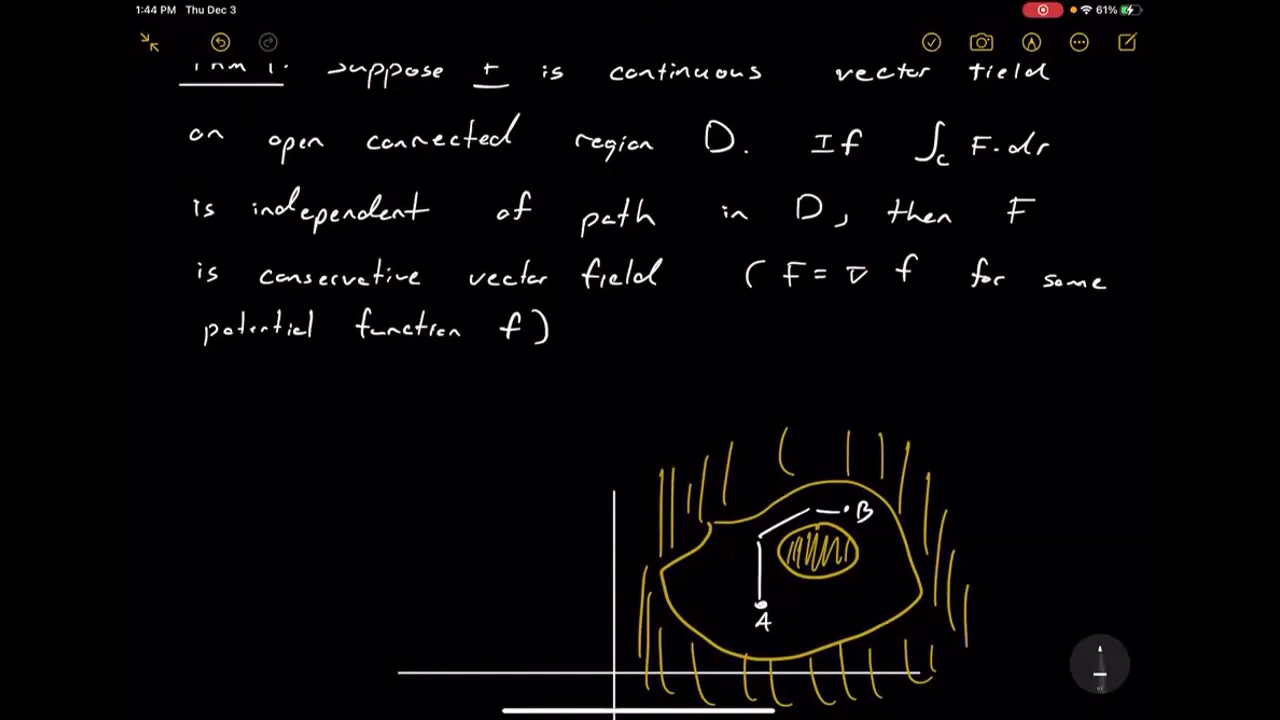 1:44 PM Thu Dec 3
61%
Suppose F is continuous vector field
on open connected region D. If ∫_C F·dr
is independent of path in D, then F
is conservative vector field (F = ∇f for some
potential function f)
B
A